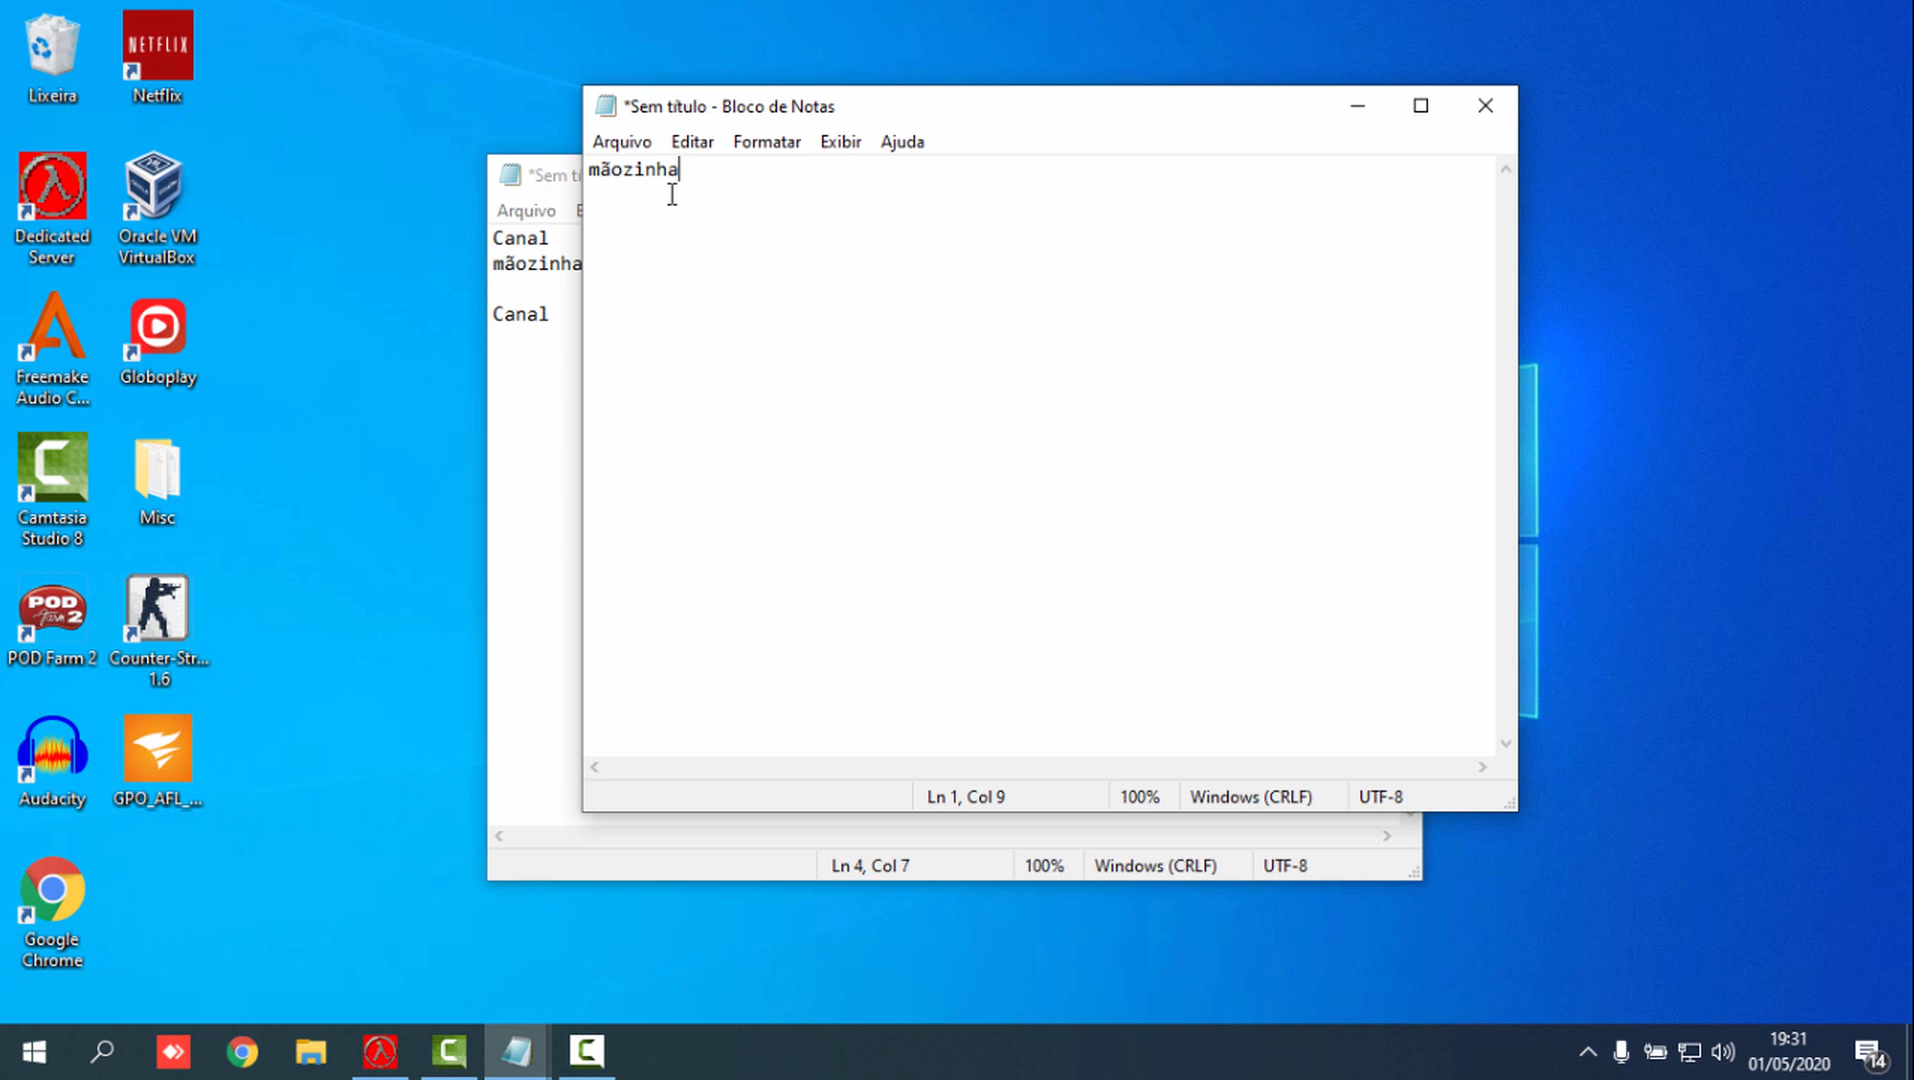 Lixeira
NETFLIX
Netflix
Dedicated
Server
Oracle VM
VirtualBox
Freemake
Audio C...
Globoplay
Camtasia
Studio 8
Misc
POD
Farm 2
POD Farm 2
Counter-Str...
1.6
Audacity
GPO_AFL_...
Google
Chrome
*Sem título - Bloco de Notas
Arquivo Editar Formatar Exibir Ajuda
mãozinha
Ln 1, Col 9 100% Windows (CRLF) UTF-8
*Sem tí
Arquivo E
Canal
mãozinha
Canal
Ln 4, Col 7 100% Windows (CRLF) UTF-8
19:31
01/05/2020
14